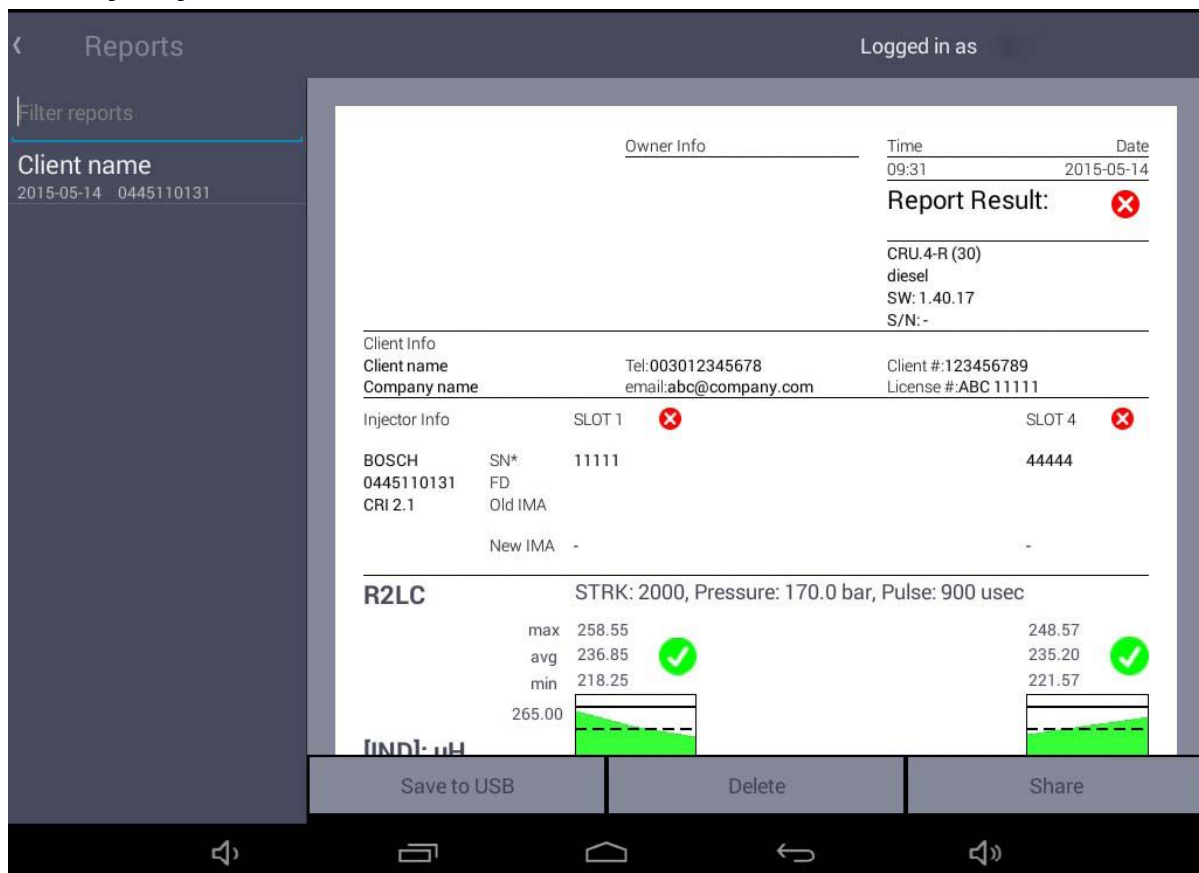 Reports
Logged in as
Filter reports
Client name
2015-05-14 0445110131
Owner Info
Time Date
09:31 2015-05-14
Report Result:
CRU.4-R (30)
diesel
SW: 1.40.17
S/N: -
Client Info
Client name Tel:003012345678 Client #:123456789
Company name email:abc@company.com License #:ABC 11111
Injector Info SLOT 1 SLOT 4
BOSCH SN* 11111 44444
0445110131 FD
CRI 2.1 Old IMA
New IMA - -
R2LC STRK: 2000, Pressure: 170.0 bar, Pulse: 900 usec
max 258.55 248.57
avg 236.85 235.20
min 218.25 221.57
265.00
[IND]: uH
Save to USB Delete Share